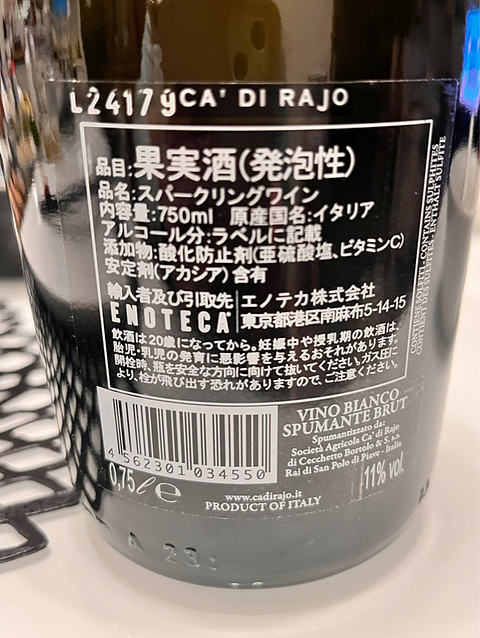 L24179CA' DI RAJO
品目:果実酒(発泡性)
品名:スパークリングワイン
内容量:750ml 原産国名:イタリア
アルコール分:ラベルに記載
添加物:酸化防止剤(亜硫酸塩、ビタミンC)
安定剤(アカシア)含有
輸入者及び引取先 エノテカ株式会社
ENOTECA 東京都港区南麻布5-14-15
飲酒は20歳になってから。妊娠中や授乳期の飲酒は、
胎児・乳児の発育に悪影響を与えるおそれがあります。
開栓時、瓶を安全な方向に向けて抜いてください。ガス圧に
より、栓が飛び出す恐れがありますので、ご注意ください。
CONTIENE SOLFITI - CONTAINS SULPHITES
CONTIENT DES SULFITES - ENTHÄLT SULFITE
4 562301 034550
0,75 l e
VINO BIANCO
SPUMANTE BRUT
Spumantizzato da:
Società Agricola Ca' di Rajo
di Cecchetto Bortolo & S. s.s.
Rai di San Polo di Piave - Italia
11% vol.
www.cadirajo.it
PRODUCT OF ITALY
A 23: